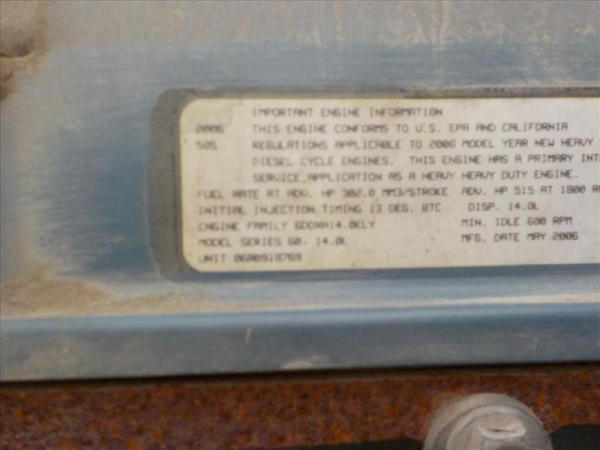 IMPORTANT ENGINE INFORMATION
2006 THIS ENGINE CONFORMS TO U.S. EPA AND CALIFORNIA
50S REGULATIONS APPLICABLE TO 2006 MODEL YEAR NEW HEAVY
DIESEL CYCLE ENGINES. THIS ENGINE HAS A PRIMARY INTE
SERVICE APPLICATION AS A HEAVY HEAVY DUTY ENGINE.
FUEL RATE AT ADV. HP 302.0 MM3/STROKE ADV. HP 515 AT 1800 RP
INITIAL INJECTION TIMING 13 DEG. BTC DISP. 14.0L
ENGINE FAMILY 6DDXH14.0ELY MIN. IDLE 600 RPM
MODEL SERIES 60. 14.0L MFG. DATE MAY 2006
UNIT